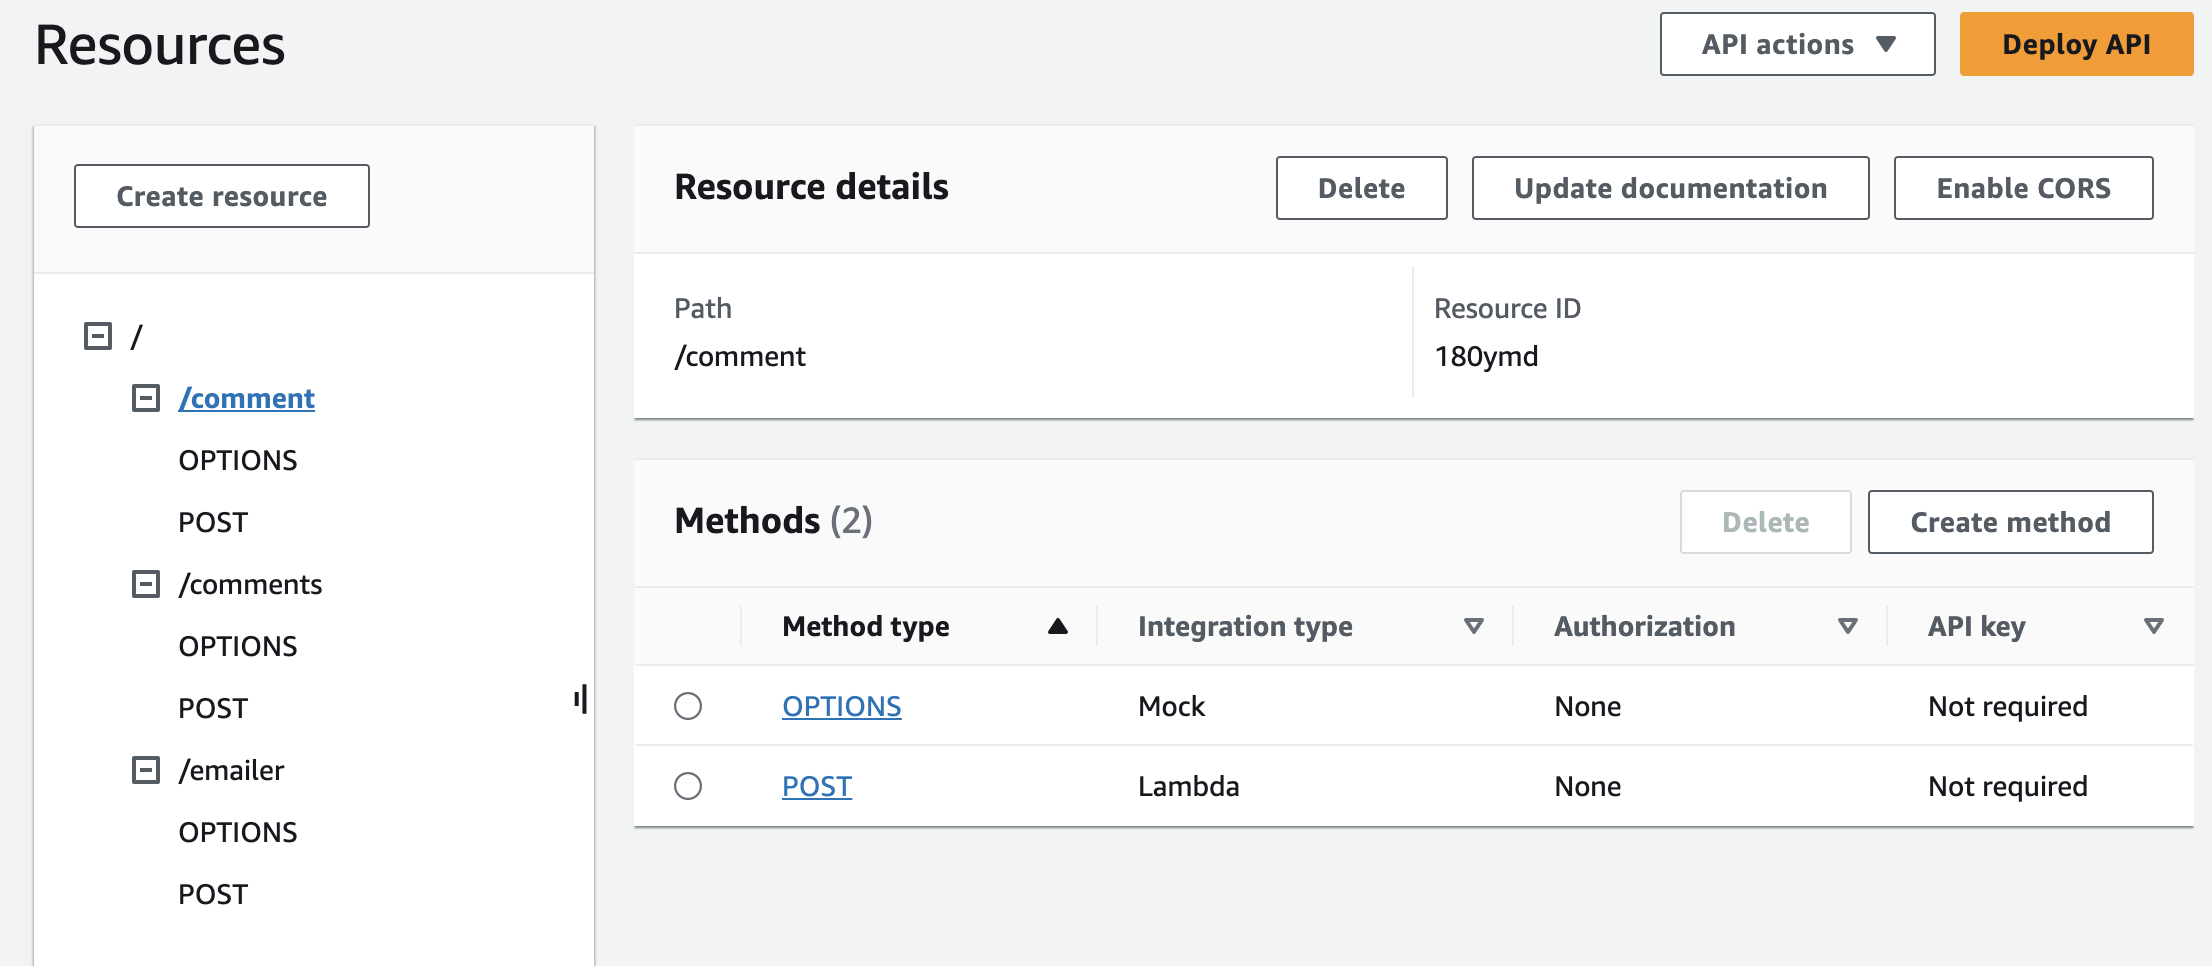 Resources
API actions
Deploy API
Create resource
/
/comment
OPTIONS
POST
/comments
OPTIONS
POST
/emailer
OPTIONS
POST
Resource details
Delete
Update documentation
Enable CORS
Path
/comment
Resource ID
180ymd
Methods (2)
Delete
Create method
Method type Integration type Authorization API key
OPTIONS Mock None Not required
POST Lambda None Not required